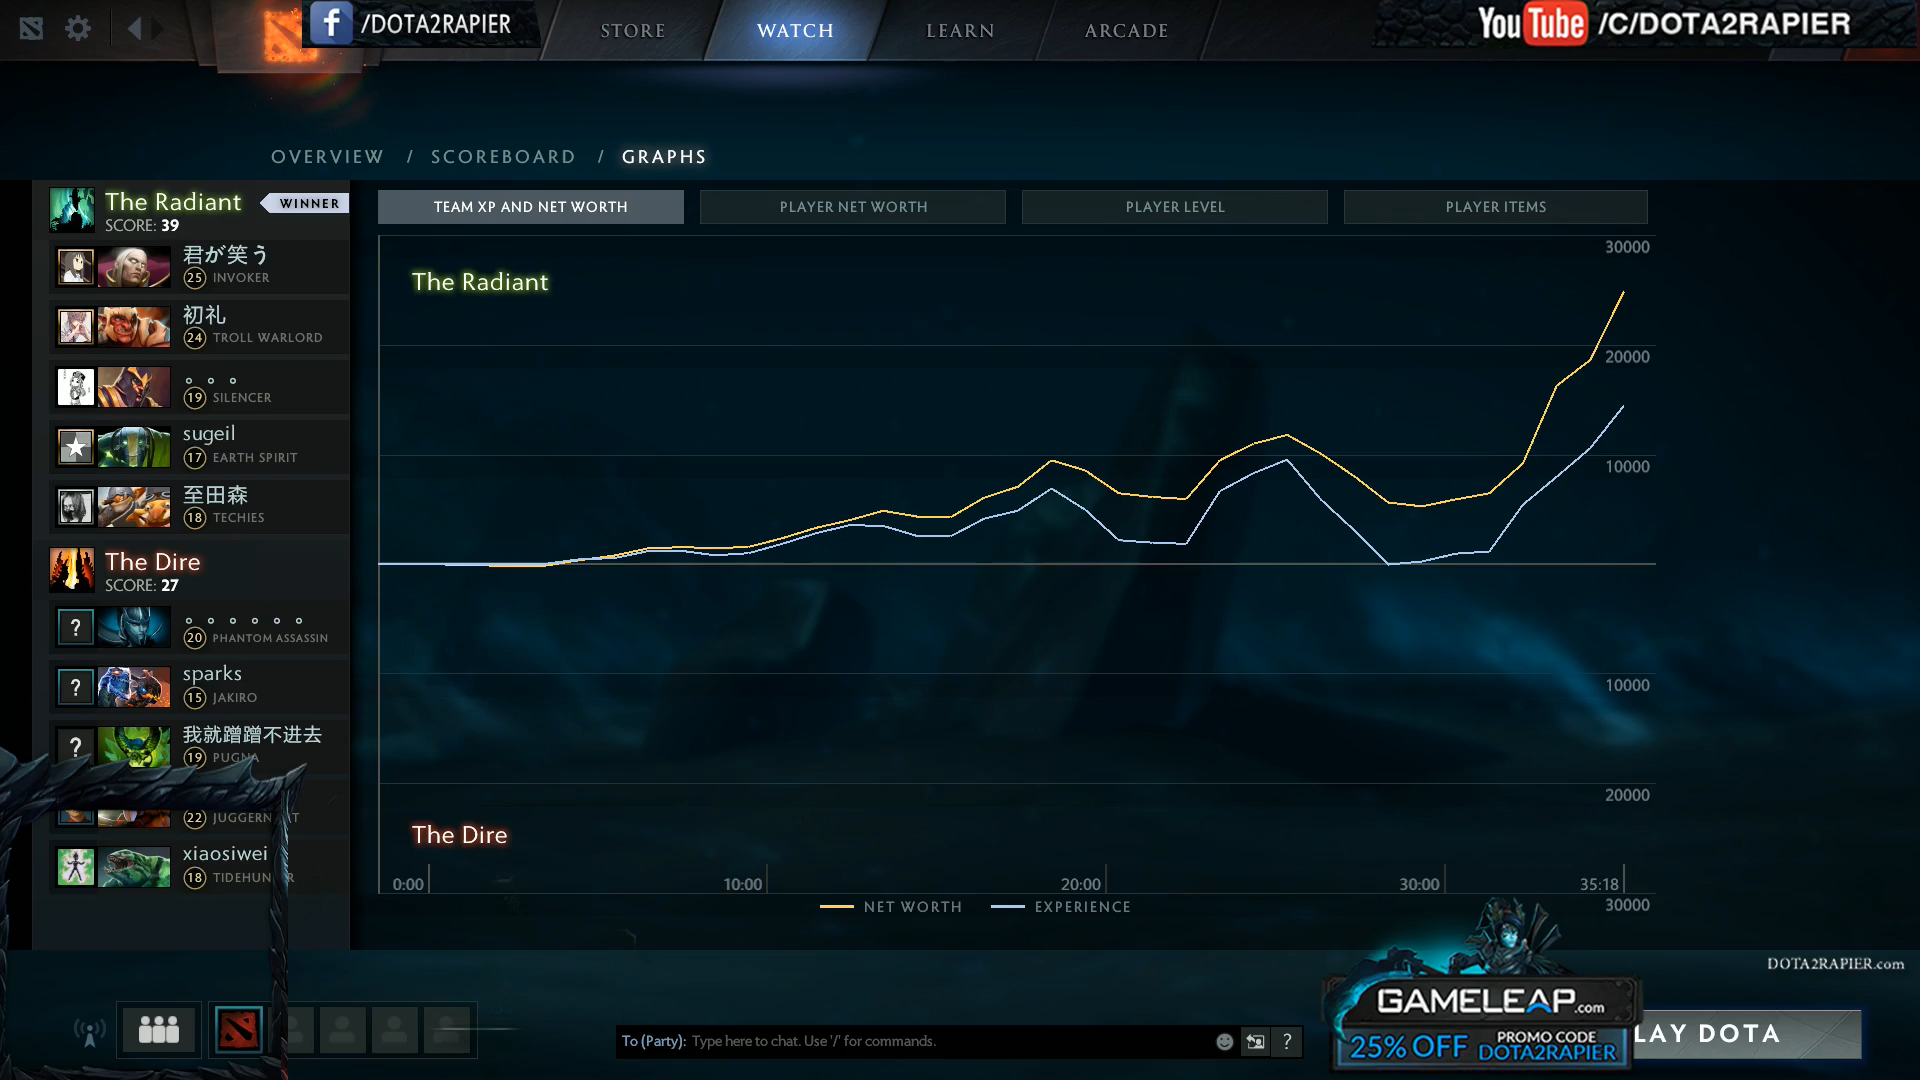 /DOTA2RAPIER
STORE
WATCH
LEARN
ARCADE
YouTube /C/DOTA2RAPIER
OVERVIEW / SCOREBOARD / GRAPHS
The Radiant
WINNER
SCORE: 39
君が笑う
25 INVOKER
初礼
24 TROLL WARLORD
。。。
19 SILENCER
sugeil
17 EARTH SPIRIT
至田森
18 TECHIES
The Dire
SCORE: 27
? 。。。。。。
20 PHANTOM ASSASSIN
? sparks
15 JAKIRO
? 我就蹭蹭不进去
19 PUGNA
22
xiaosiwei
18
TEAM XP AND NET WORTH
PLAYER NET WORTH
PLAYER LEVEL
PLAYER ITEMS
30000
The Radiant
20000
10000
10000
20000
The Dire
0:00
10:00
20:00
30:00
35:18
NET WORTH
EXPERIENCE
30000
DOTA2RAPIER.com
GAMELEAP.com
25% OFF
PROMO CODE
DOTA2RAPIER
LAY DOTA
To (Party): Type here to chat. Use '/' for commands.
?